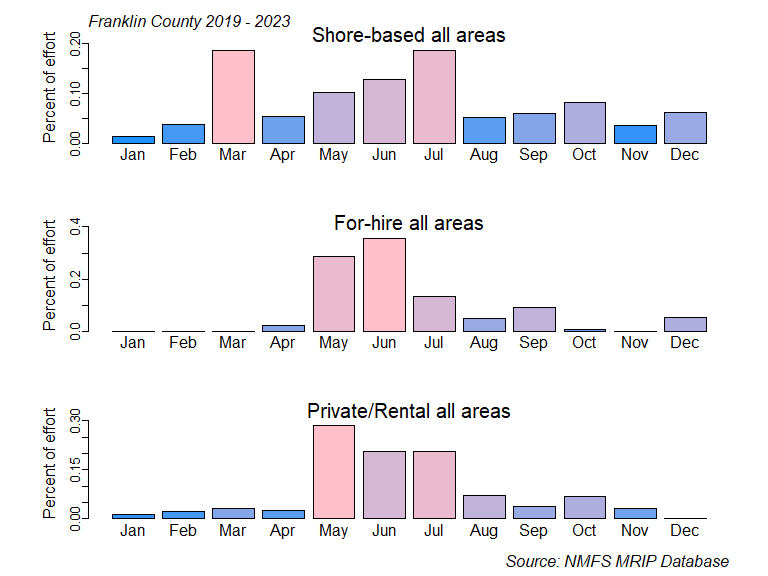 Franklin County 2019 - 2023
Shore-based all areas
Percent of effort
0.00 0.10 0.20
Jan Feb Mar Apr May Jun Jul Aug Sep Oct Nov Dec
For-hire all areas
Percent of effort
0.0 0.2 0.4
Jan Feb Mar Apr May Jun Jul Aug Sep Oct Nov Dec
Private/Rental all areas
Percent of effort
0.00 0.15 0.30
Jan Feb Mar Apr May Jun Jul Aug Sep Oct Nov Dec
Source: NMFS MRIP Database